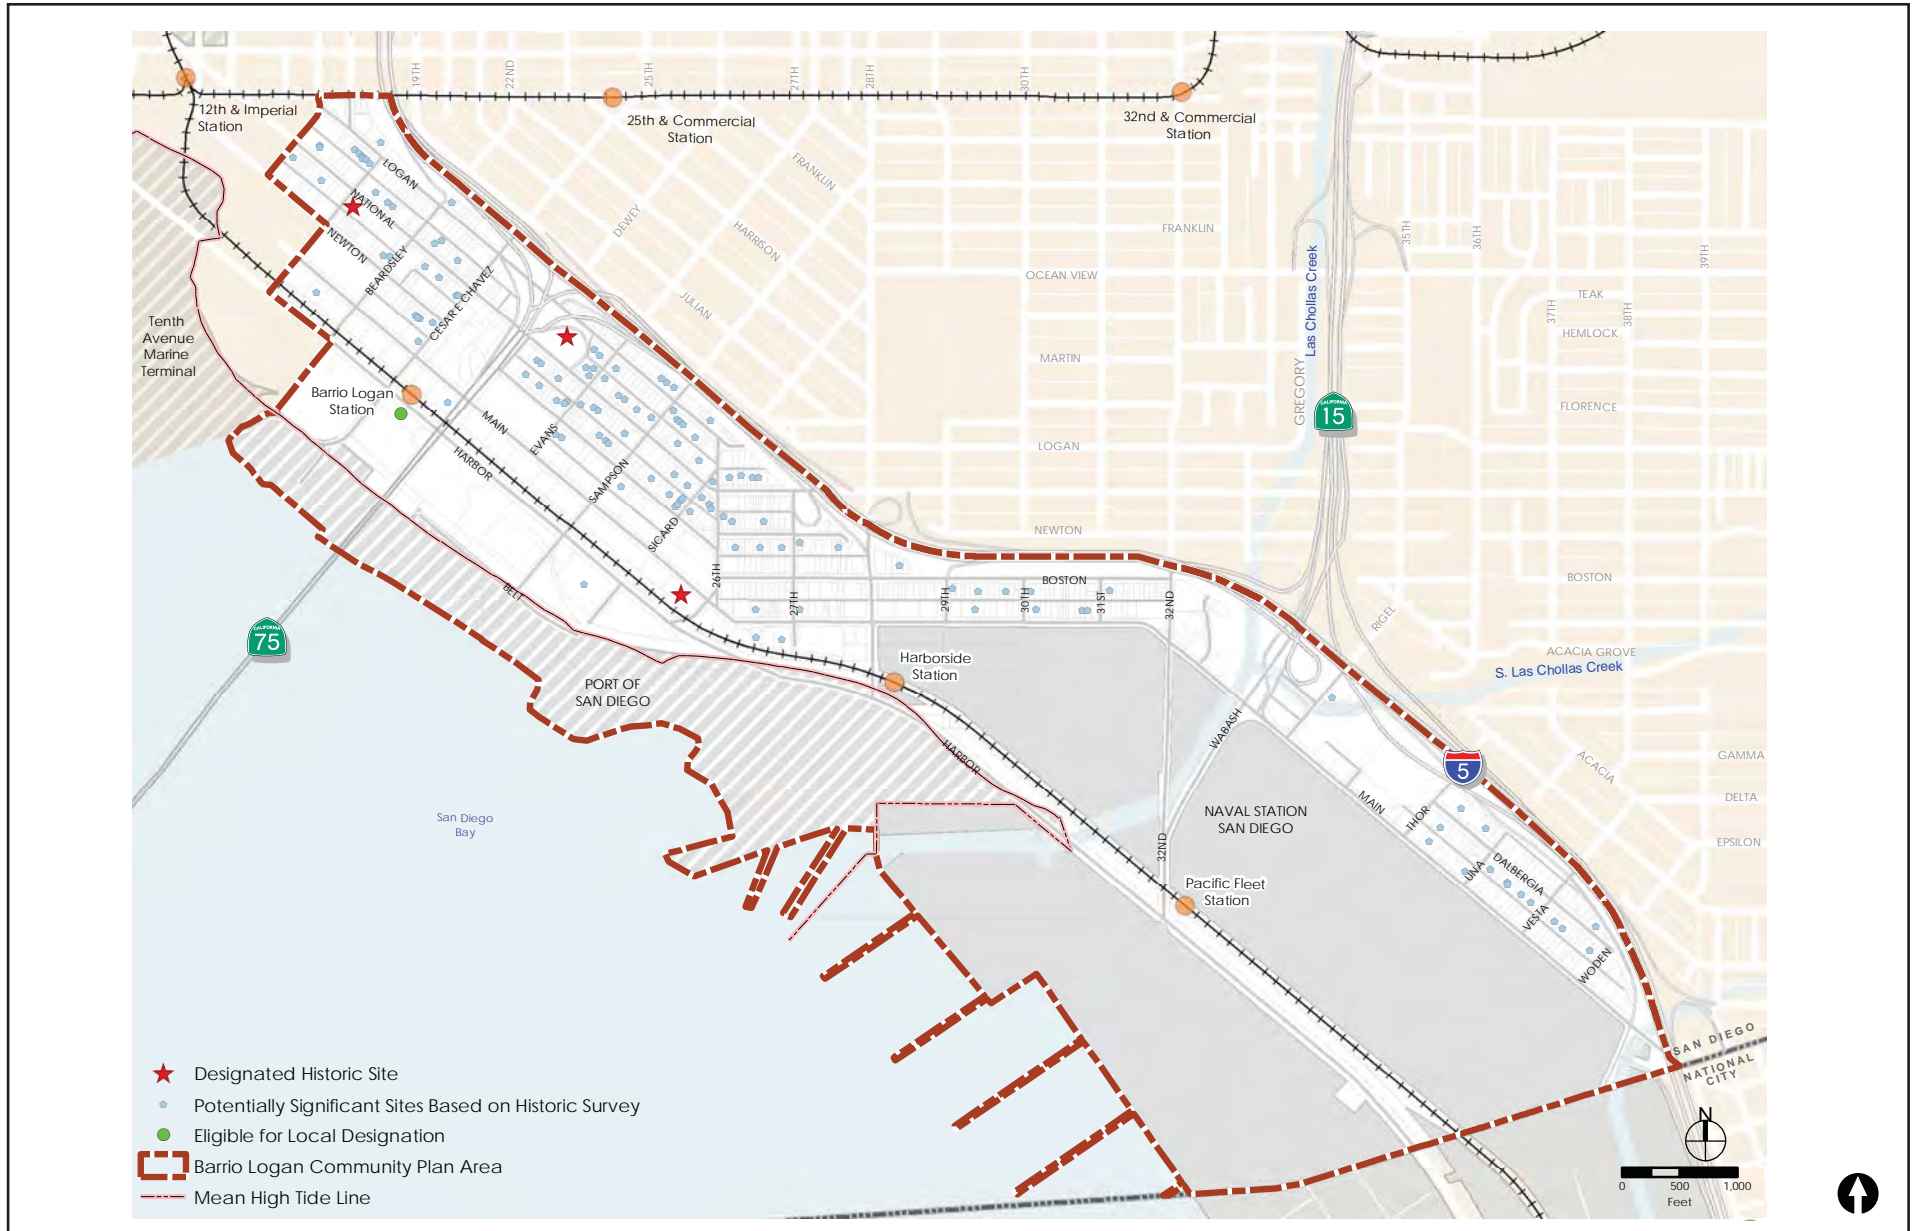 19TH
22ND
25TH
27TH
28TH
30TH
12th & Imperial
Station
25th & Commercial
Station
32nd & Commercial
Station
LOGAN
NATIONAL
NEWTON
BEARDSLEY
CESAR E CHAVEZ
FRANKLIN
DEWEY
HARRISON
JULIAN
FRANKLIN
OCEAN VIEW
MARTIN
LOGAN
NEWTON
GREGORY
Las Chollas Creek
35TH
36TH
39TH
TEAK
37TH
38TH
HEMLOCK
FLORENCE
CALIFORNIA
15
Tenth
Avenue
Marine
Terminal
Barrio Logan
Station
MAIN
HARBOR
EVANS
SAMPSON
SICARD
26TH
27TH
BELT
BOSTON
29TH
30TH
31ST
32ND
BOSTON
RIGEL
ACACIA GROVE
S. Las Chollas Creek
CALIFORNIA
75
PORT OF
SAN DIEGO
Harborside
Station
HARBOR
WABASH
NAVAL STATION
SAN DIEGO
32ND
Pacific Fleet
Station
5
ACACIA
GAMMA
DELTA
EPSILON
MAIN
THOR
UNA
DALBERGIA
VESTA
WODEN
San Diego
Bay
SAN DIEGO
NATIONAL
CITY
Designated Historic Site
Potentially Significant Sites Based on Historic Survey
Eligible for Local Designation
Barrio Logan Community Plan Area
Mean High Tide Line
N
0 500 1,000
Feet